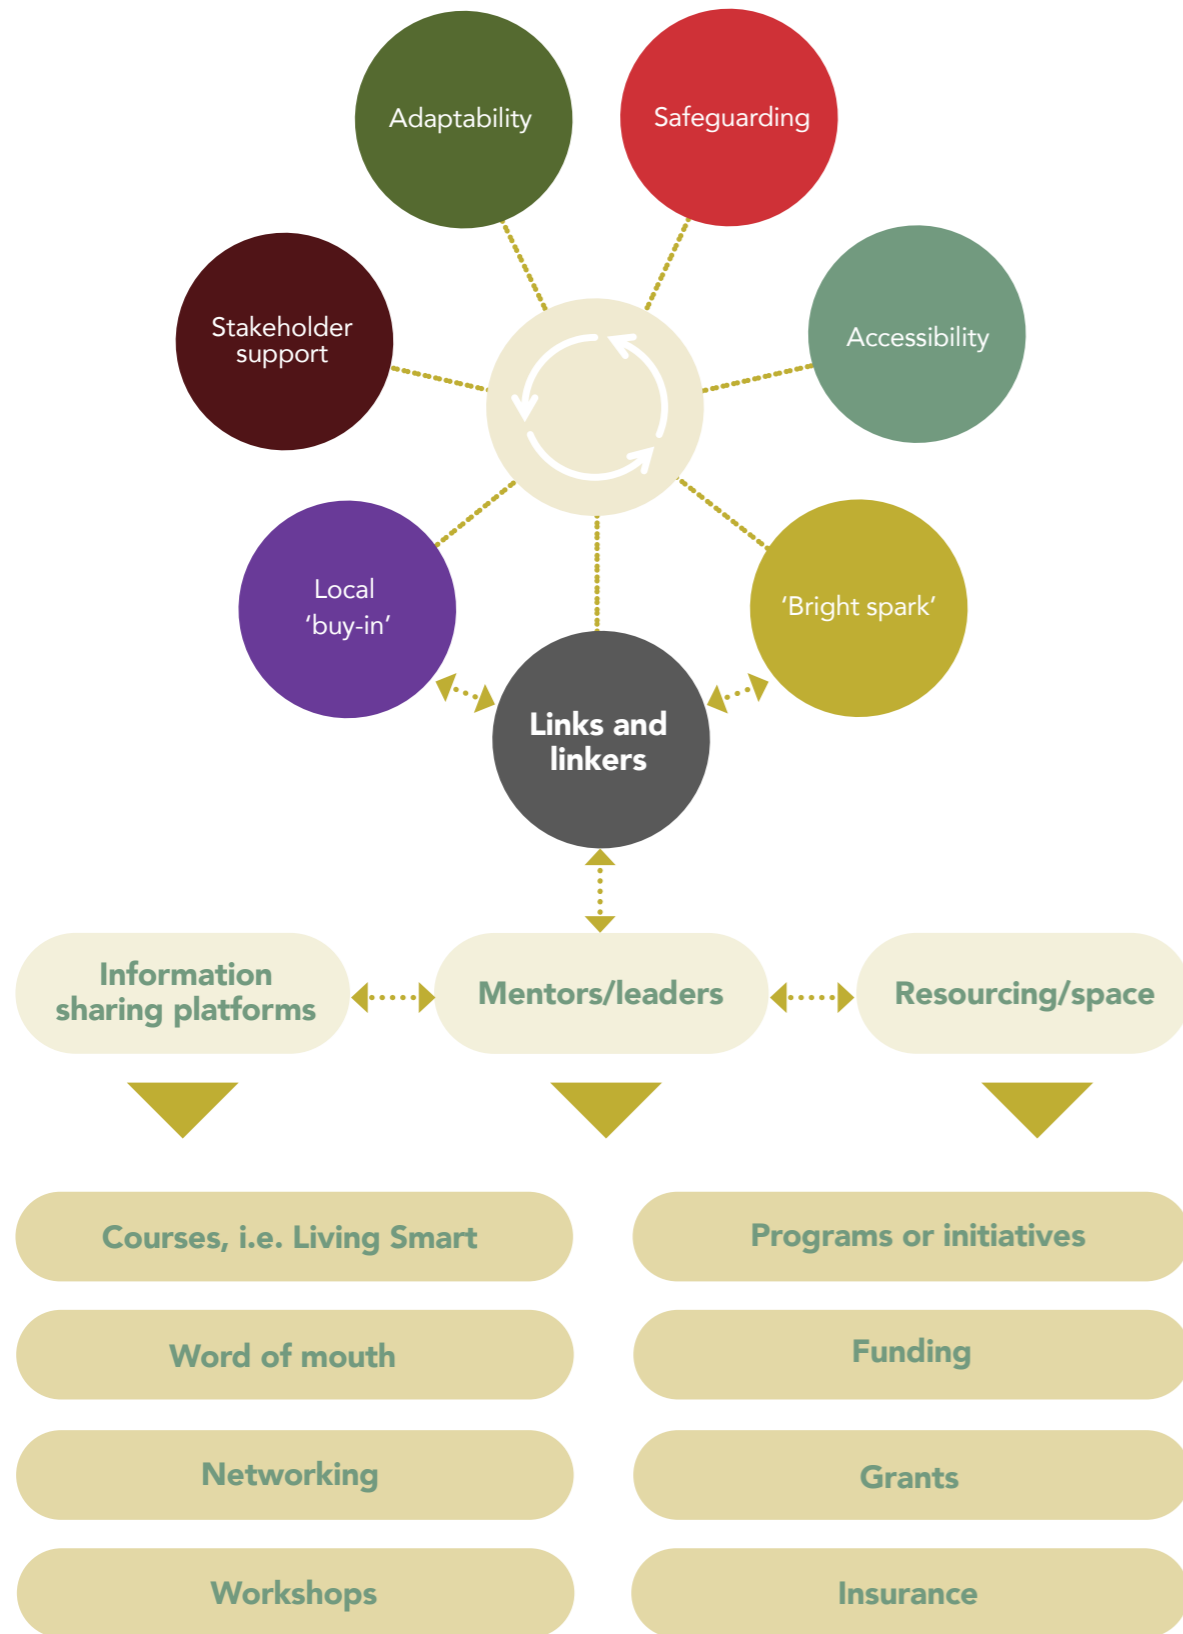 Adaptability
Safeguarding
Stakeholder
support
Accessibility
Local
‘buy-in’
‘Bright spark’
Links and
linkers
Information
sharing platforms
Mentors/leaders
Resourcing/space
Courses, i.e. Living Smart
Programs or initiatives
Word of mouth
Funding
Networking
Grants
Workshops
Insurance